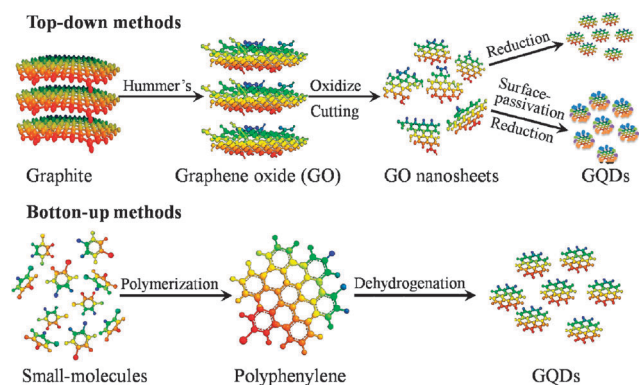 Top-down methods
Hummer's
Oxidize
Cutting
Reduction
Surface-
passivation
Reduction
Graphite
Graphene oxide (GO)
GO nanosheets
GQDs
Botton-up methods
Polymerization
Dehydrogenation
Small-molecules
Polyphenylene
GQDs